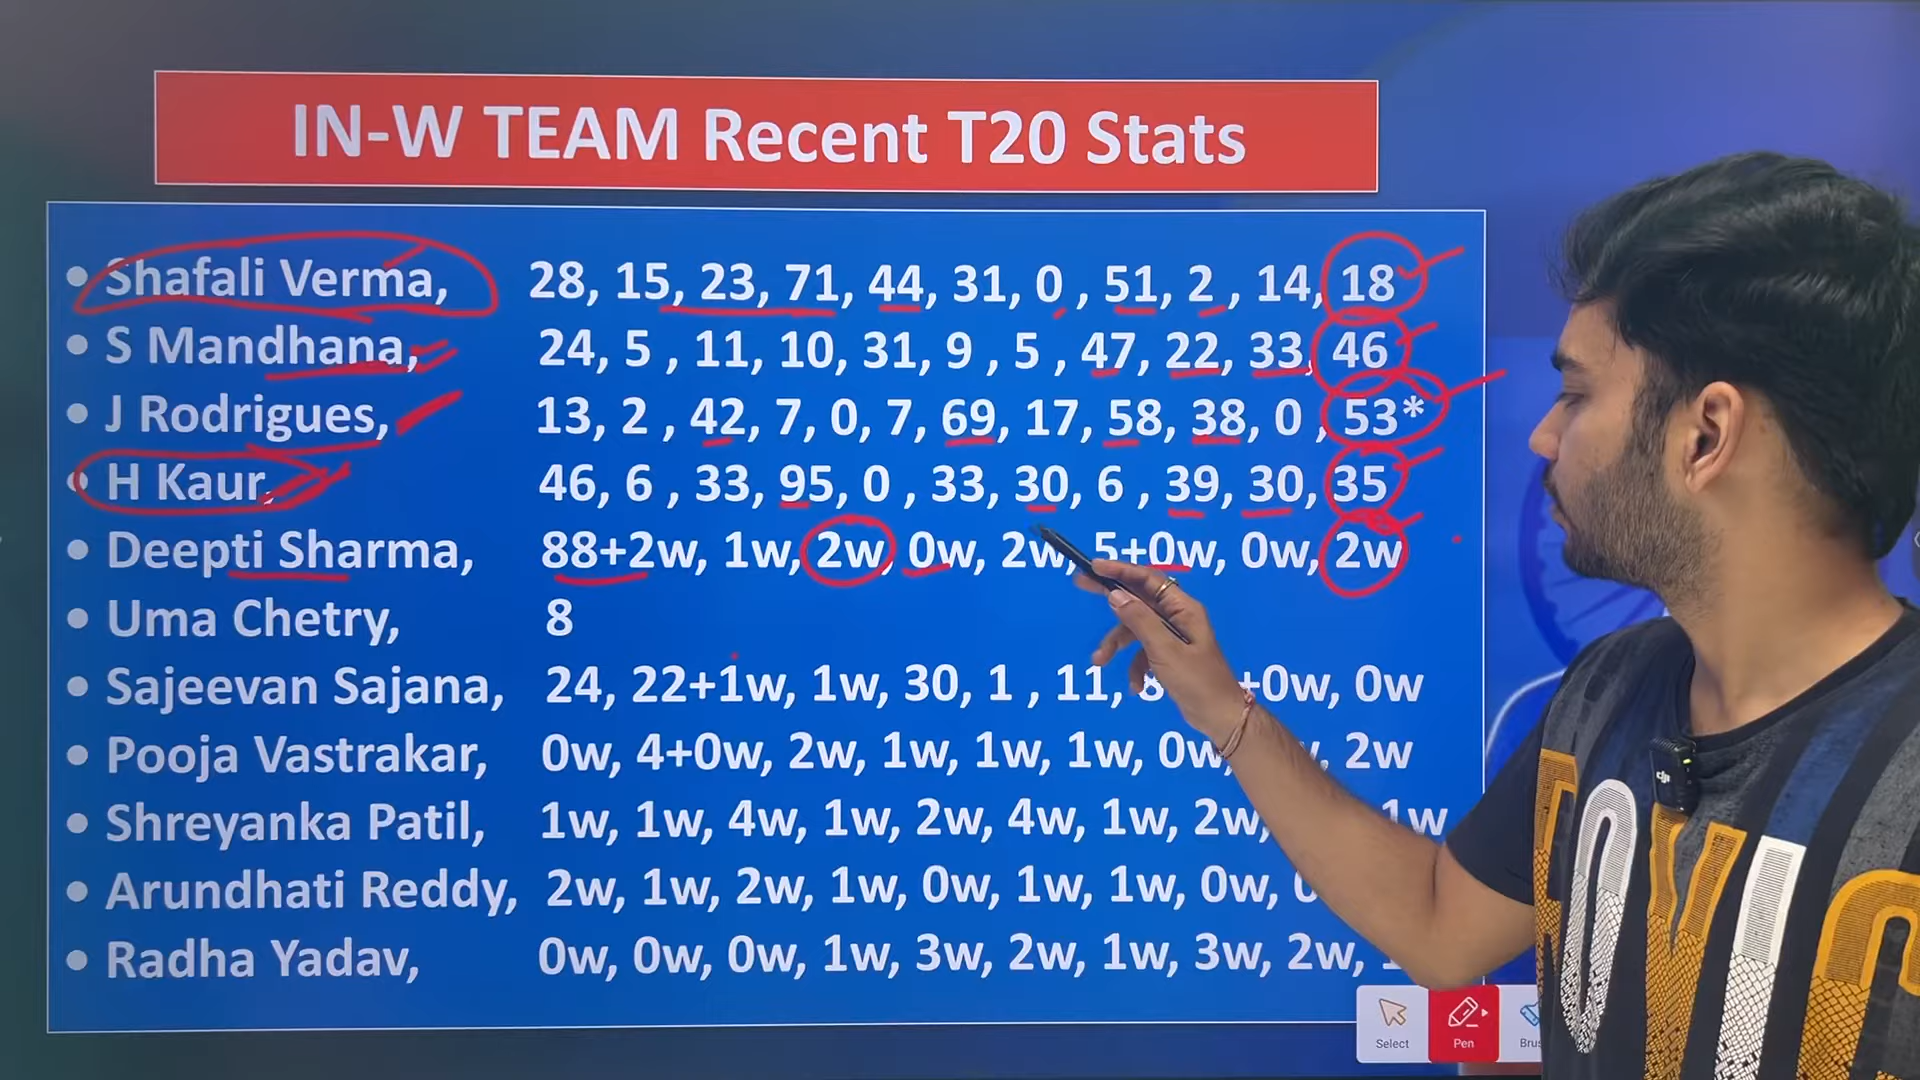 IN-W TEAM Recent T20 Stats
• Shafali Verma, 28, 15, 23, 71, 44, 31, 0 , 51, 2 , 14, 18
• S Mandhana, 24, 5 , 11, 10, 31, 9 , 5 , 47, 22, 33, 46
• J Rodrigues, 13, 2 , 42, 7, 0, 7, 69, 17, 58, 38, 0 , 53*
• H Kaur, 46, 6 , 33, 95, 0 , 33, 30, 6 , 39, 30, 35
• Deepti Sharma, 88+2w, 1w, 2w, 0w, 2w, 5+0w, 0w, 2w
• Uma Chetry, 8
• Sajeevan Sajana, 24, 22+1w, 1w, 30, 1 , 11, 8 +0w, 0w
• Pooja Vastrakar, 0w, 4+0w, 2w, 1w, 1w, 1w, 0w, 2w
• Shreyanka Patil, 1w, 1w, 4w, 1w, 2w, 4w, 1w, 2w, 1w
• Arundhati Reddy, 2w, 1w, 2w, 1w, 0w, 1w, 1w, 0w,
• Radha Yadav, 0w, 0w, 0w, 1w, 3w, 2w, 1w, 3w, 2w,
Select Pen
dji